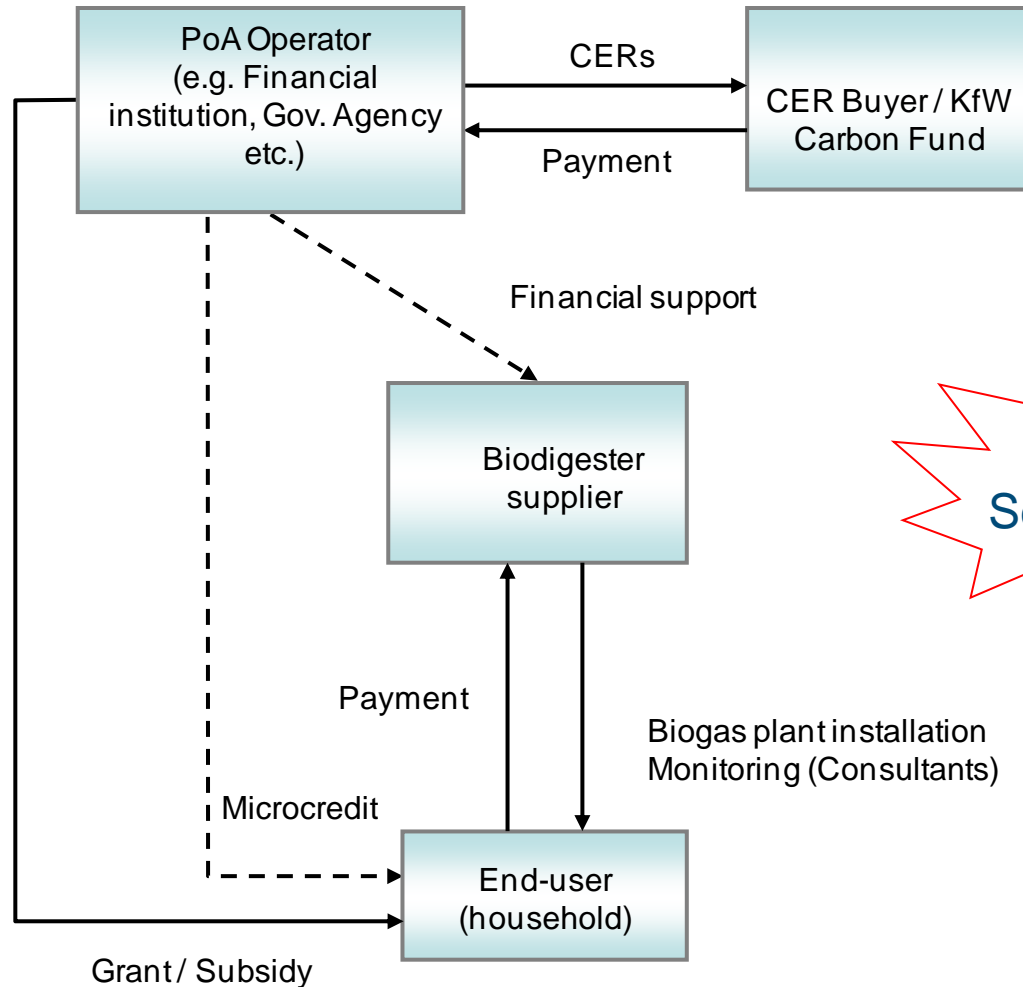 PoA Operator
(e.g. Financial
institution, Gov. Agency
etc.)
CERs
Payment
CER Buyer / KfW
Carbon Fund
Financial support
Biodigester
supplier
Payment
Biogas plant installation
Monitoring (Consultants)
Microcredit
End-user
(household)
Grant / Subsidy